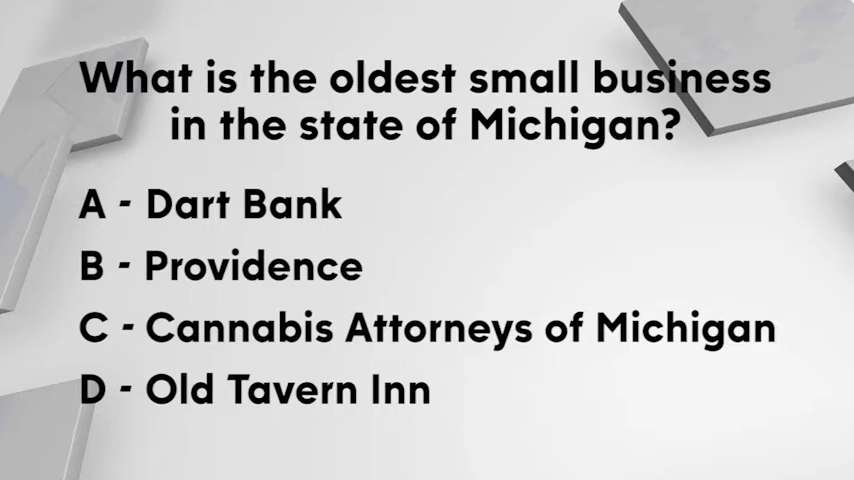 What is the oldest small business
in the state of Michigan?
A - Dart Bank
B - Providence
C - Cannabis Attorneys of Michigan
D - Old Tavern Inn